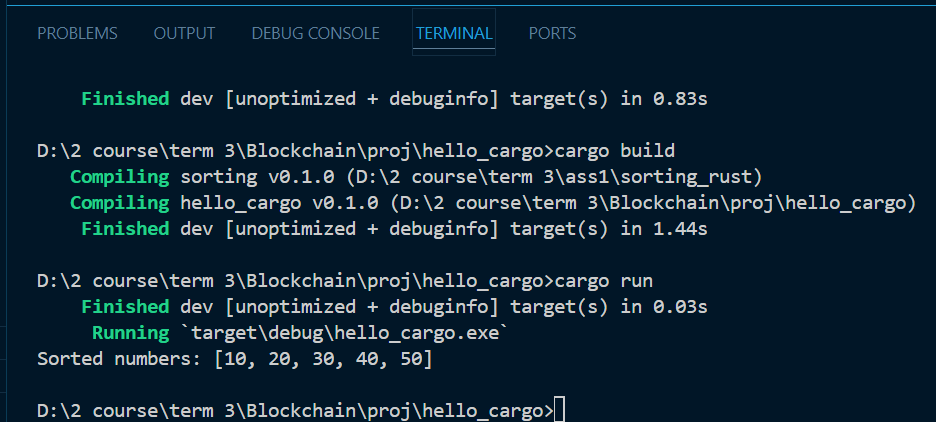 PROBLEMS OUTPUT DEBUG CONSOLE TERMINAL PORTS
Finished dev [unoptimized + debuginfo] target(s) in 0.83s
D:\2 course\term 3\Blockchain\proj\hello_cargo>cargo build
Compiling sorting v0.1.0 (D:\2 course\term 3\ass1\sorting_rust)
Compiling hello_cargo v0.1.0 (D:\2 course\term 3\Blockchain\proj\hello_cargo)
Finished dev [unoptimized + debuginfo] target(s) in 1.44s
D:\2 course\term 3\Blockchain\proj\hello_cargo>cargo run
Finished dev [unoptimized + debuginfo] target(s) in 0.03s
Running `target\debug\hello_cargo.exe`
Sorted numbers: [10, 20, 30, 40, 50]
D:\2 course\term 3\Blockchain\proj\hello_cargo>